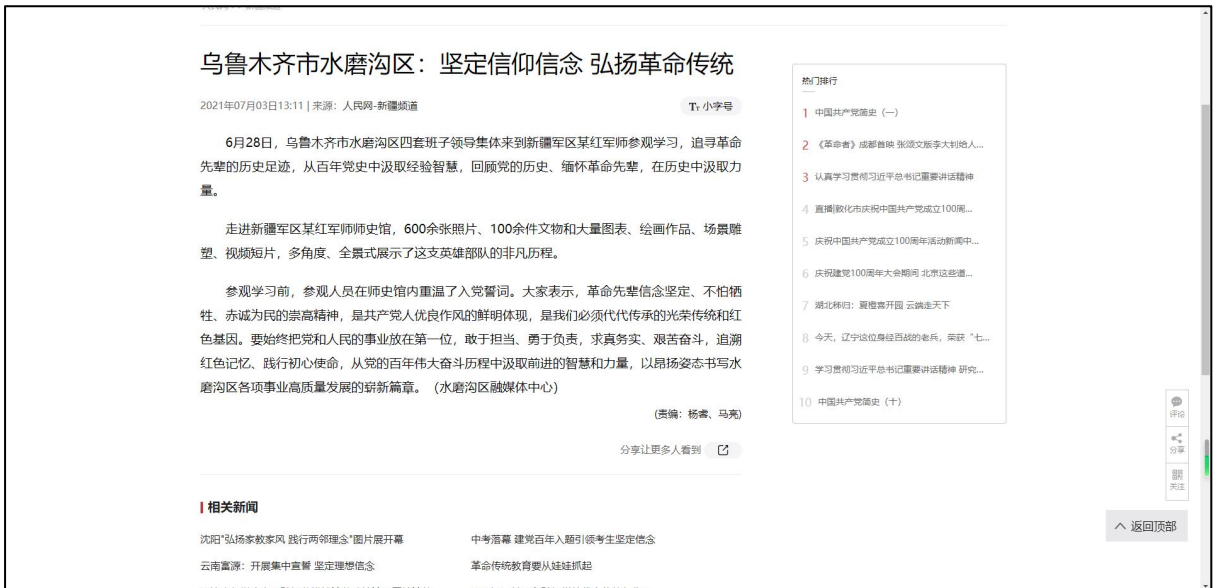 乌鲁木齐市水磨沟区：坚定信仰信念 弘扬革命传统
2021年07月03日13:11 | 来源：人民网-新疆频道
Tт 小字号
6月28日，乌鲁木齐市水磨沟区四套班子领导集体来到新疆军区某红军师参观学习，追寻革命
先辈的历史足迹，从百年党史中汲取经验智慧，回顾党的历史、缅怀革命先辈，在历史中汲取力
量。
走进新疆军区某红军师师史馆，600余张照片、100余件文物和大量图表、绘画作品、场景雕
塑、视频短片，多角度、全景式展示了这支英雄部队的非凡历程。
参观学习前，参观人员在师史馆内重温了入党誓词。大家表示，革命先辈信念坚定、不怕牺
牲、赤诚为民的崇高精神，是共产党人优良作风的鲜明体现，是我们必须代代传承的光荣传统和红
色基因。要始终把党和人民的事业放在第一位，敢于担当、勇于负责，求真务实、艰苦奋斗，追溯
红色记忆、践行初心使命，从党的百年伟大奋斗历程中汲取前进的智慧和力量，以昂扬姿态书写水
磨沟区各项事业高质量发展的崭新篇章。（水磨沟区融媒体中心）
(责编：杨睿、马亮)
分享让更多人看到
相关新闻
沈阳"弘扬家教家风 践行两邻理念"图片展开幕
中考落幕 建党百年入题引领考生坚定信念
云南富源：开展集中宣誓 坚定理想信念
革命传统教育要从娃娃抓起
热门排行
1 中国共产党简史（一）
2 《革命者》成都首映 张颂文版李大钊给人...
3 认真学习贯彻习近平总书记重要讲话精神
4 直播|敦化市庆祝中国共产党成立100周...
5 庆祝中国共产党成立100周年活动新闻中...
6 庆祝建党100周年大会期间 北京这些道...
7 湖北秭归：夏橙喜开园 云端走天下
8 今天，辽宁这位身经百战的老兵，荣获“七...
9 学习贯彻习近平总书记重要讲话精神 研究...
10 中国共产党简史（十）
评论
分享
关注
返回顶部